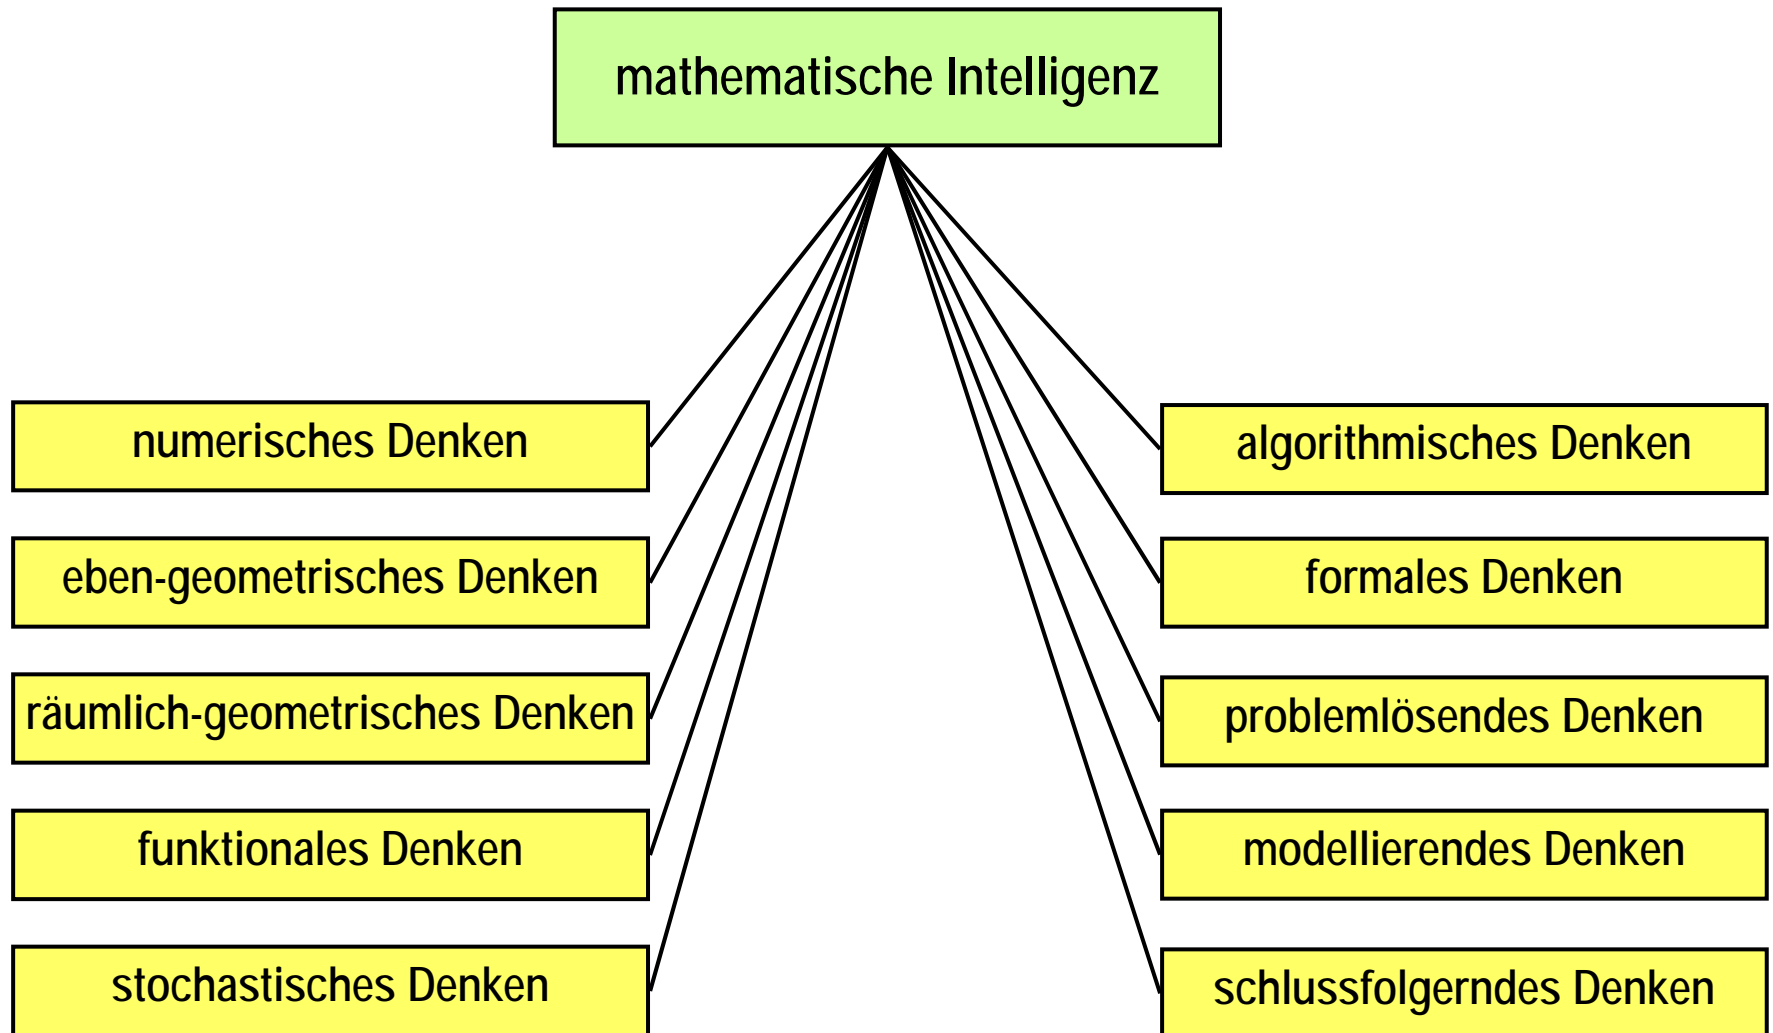 mathematische Intelligenz
numerisches Denken
eben-geometrisches Denken
räumlich-geometrisches Denken
funktionales Denken
stochastisches Denken
algorithmisches Denken
formales Denken
problemlösendes Denken
modellierendes Denken
schlussfolgerndes Denken